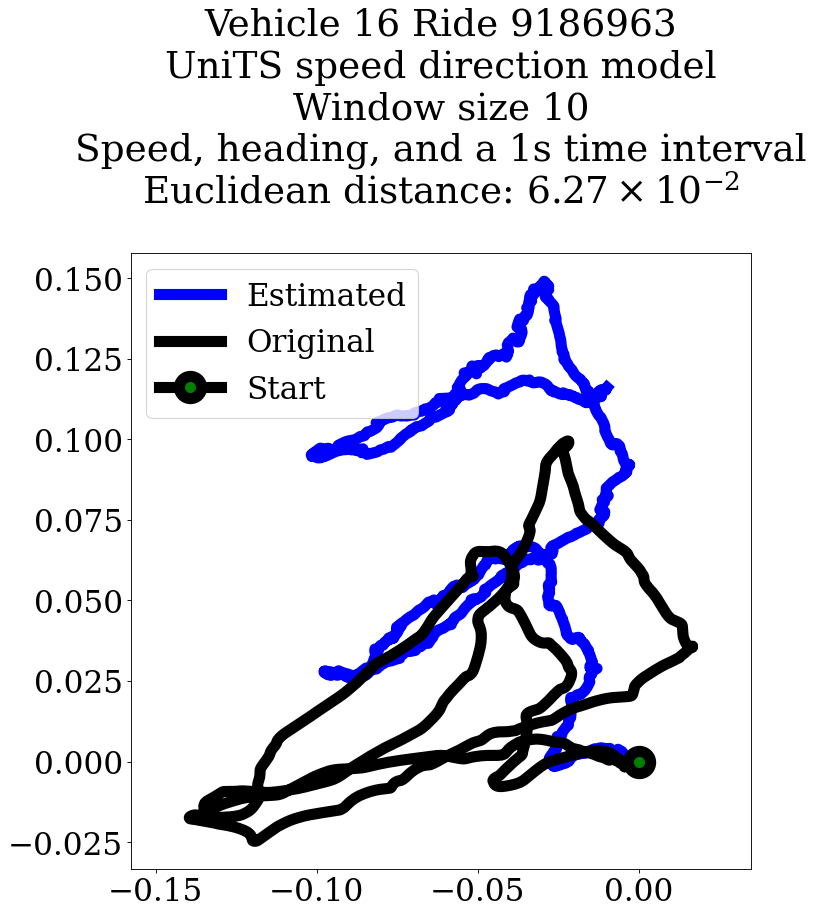 Vehicle 16 Ride 9186963
UniTS speed direction model
Window size 10
Speed, heading, and a 1s time interval
Euclidean distance: 6.27 × 10⁻²
Estimated
Original
Start
0.150
0.125
0.100
0.075
0.050
0.025
0.000
−0.025
−0.15 −0.10 −0.05 0.00